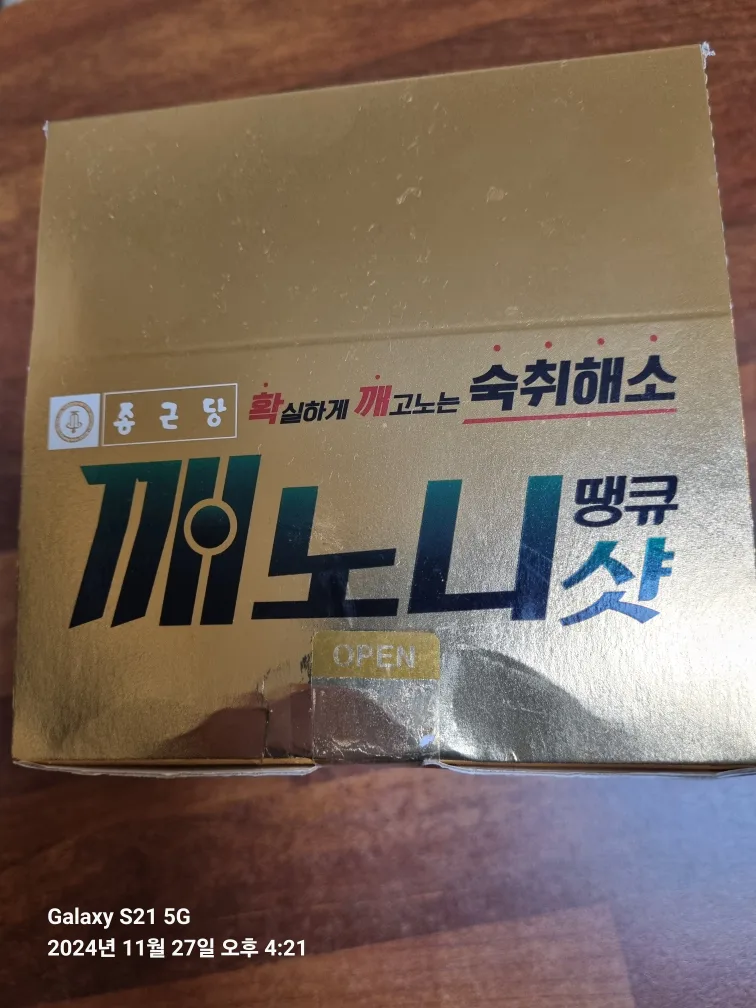 종근당 확실하게 깨고노는 숙취해소
깨노니 땡큐
샷
OPEN
Galaxy S21 5G
2024년 11월 27일 오후 4:21